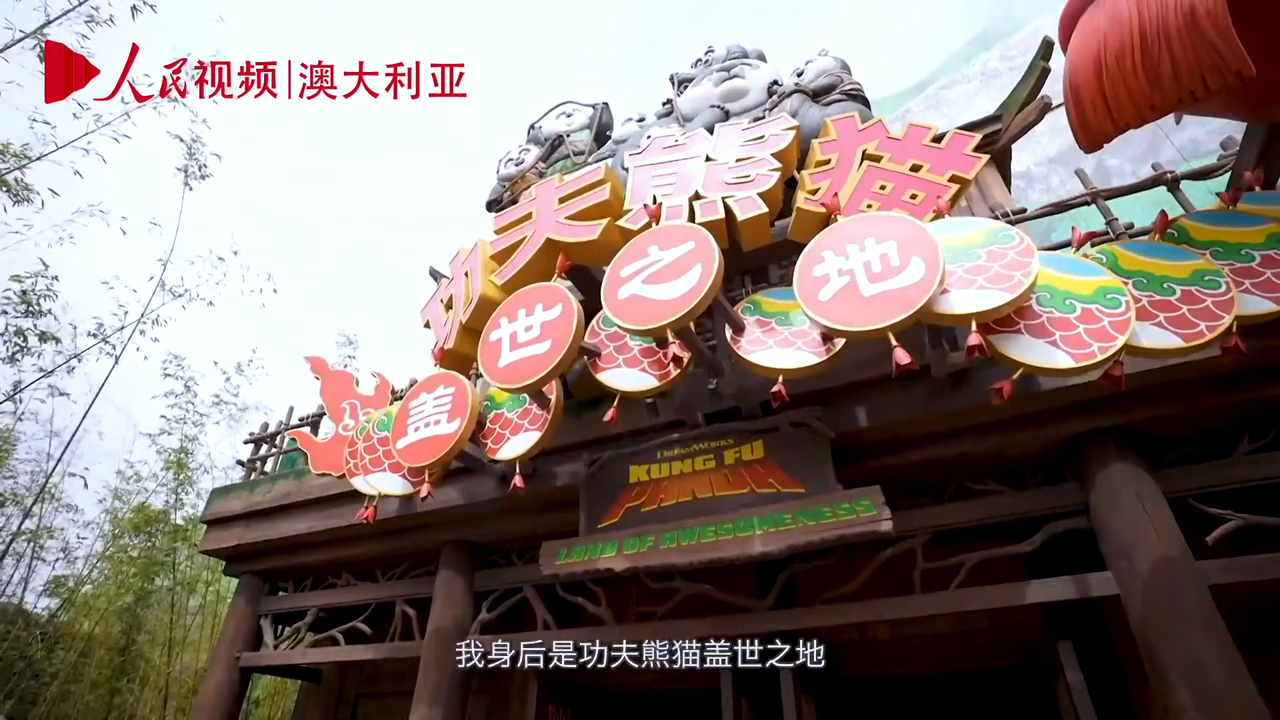 人民视频|澳大利亚
功夫熊猫
盖世之地
DREAMWORKS
KUNG FU
PANDA
LAND OF AWESOMENESS
我身后是功夫熊猫盖世之地